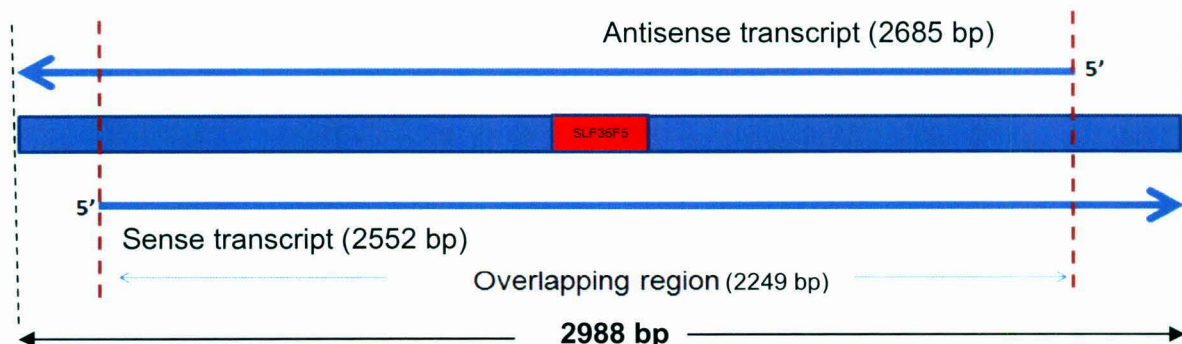 Antisense transcript (2685 bp)
5’
SLF36F5
5’
Sense transcript (2552 bp)
Overlapping region (2249 bp)
2988 bp